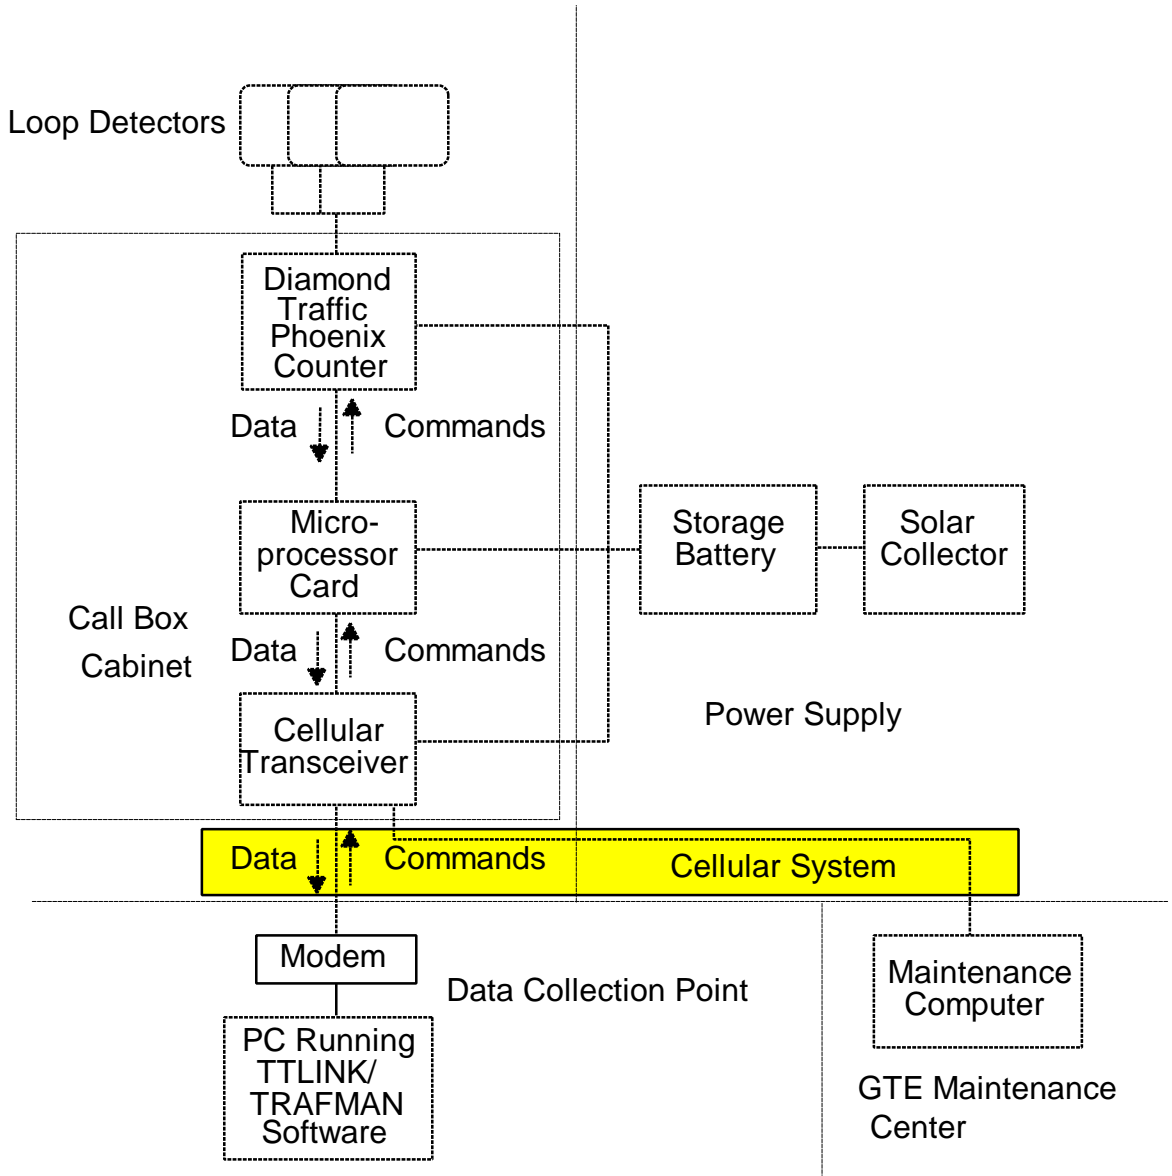 Loop Detectors
Diamond
Traffic
Phoenix
Counter
Data
Commands
Micro-
processor
Card
Storage
Battery
Solar
Collector
Call Box
Cabinet
Data
Commands
Cellular
Transceiver
Power Supply
Data
Commands
Cellular System
Modem
Data Collection Point
PC Running
TTLINK/
TRAFMAN
Software
Maintenance
Computer
GTE Maintenance
Center